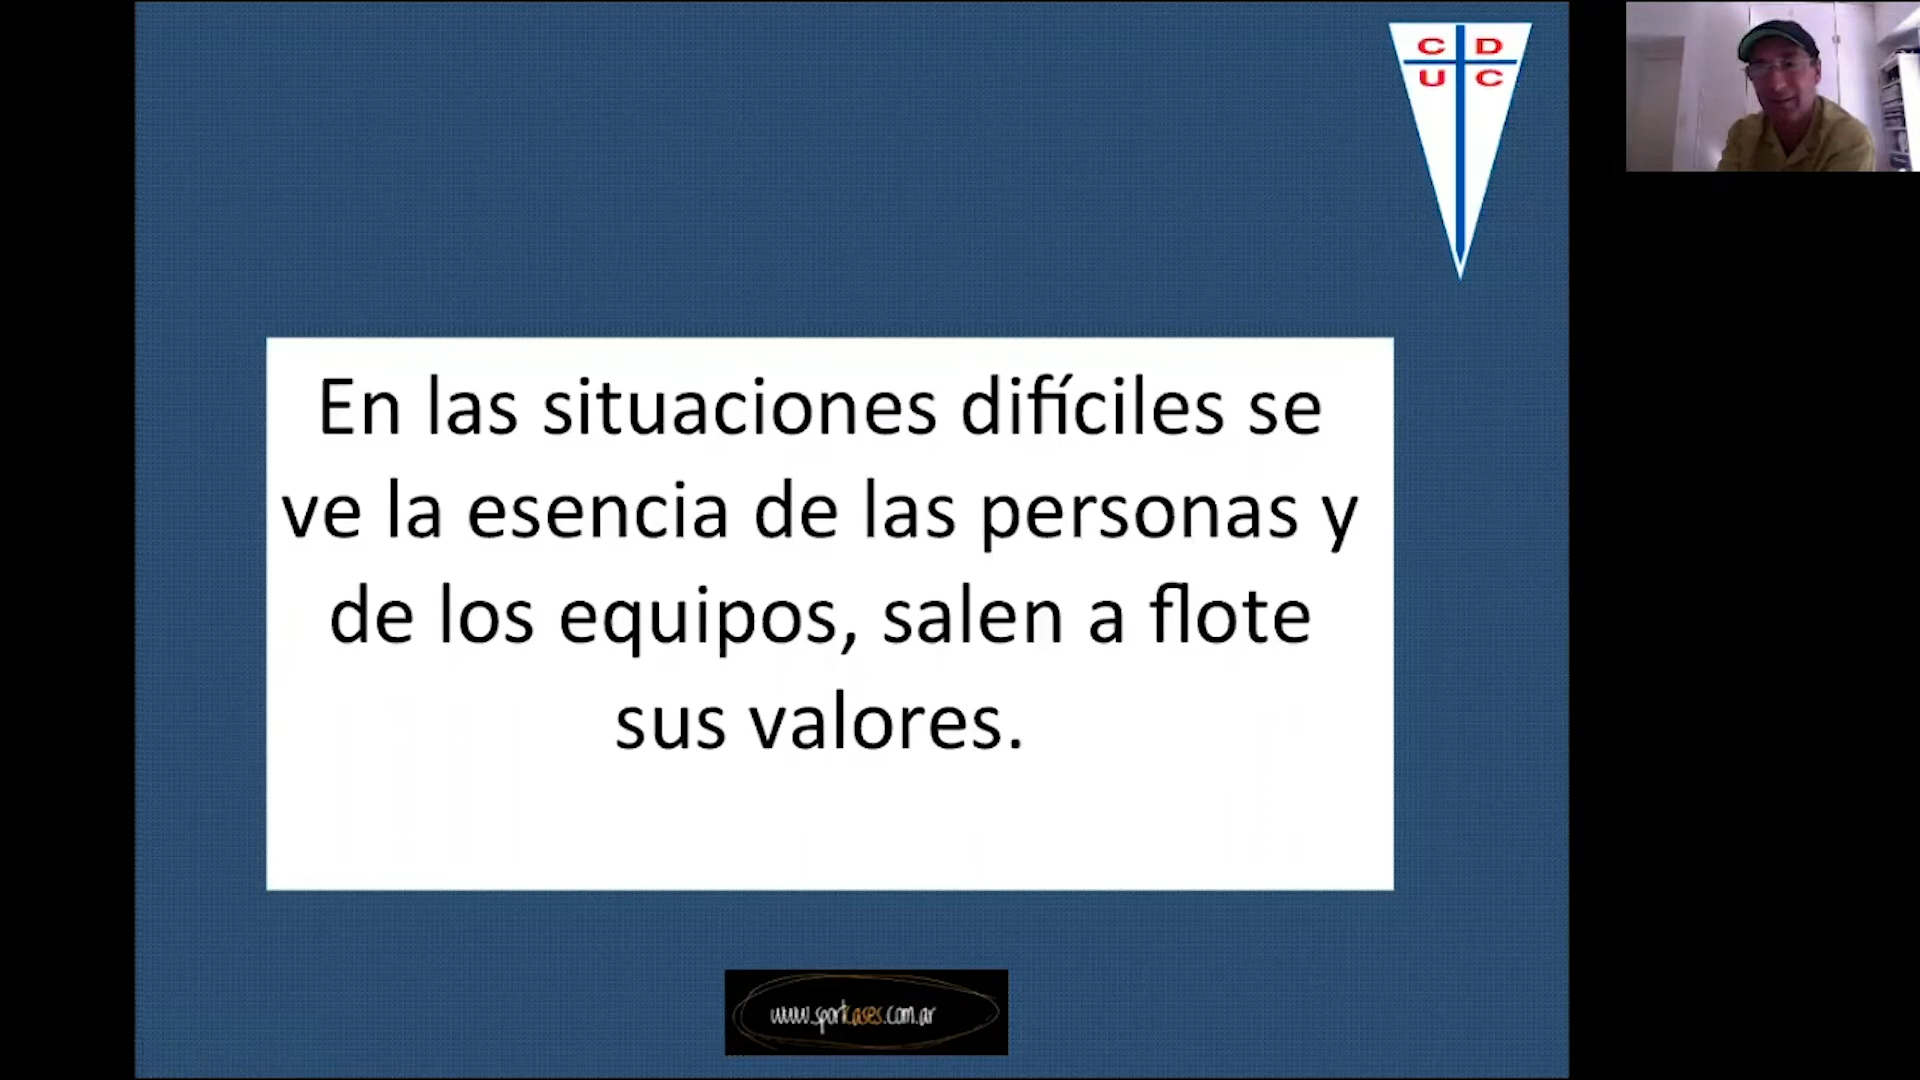 C D
U C
En las situaciones difíciles se
ve la esencia de las personas y
de los equipos, salen a flote
sus valores.
www.sportcases.com.ar